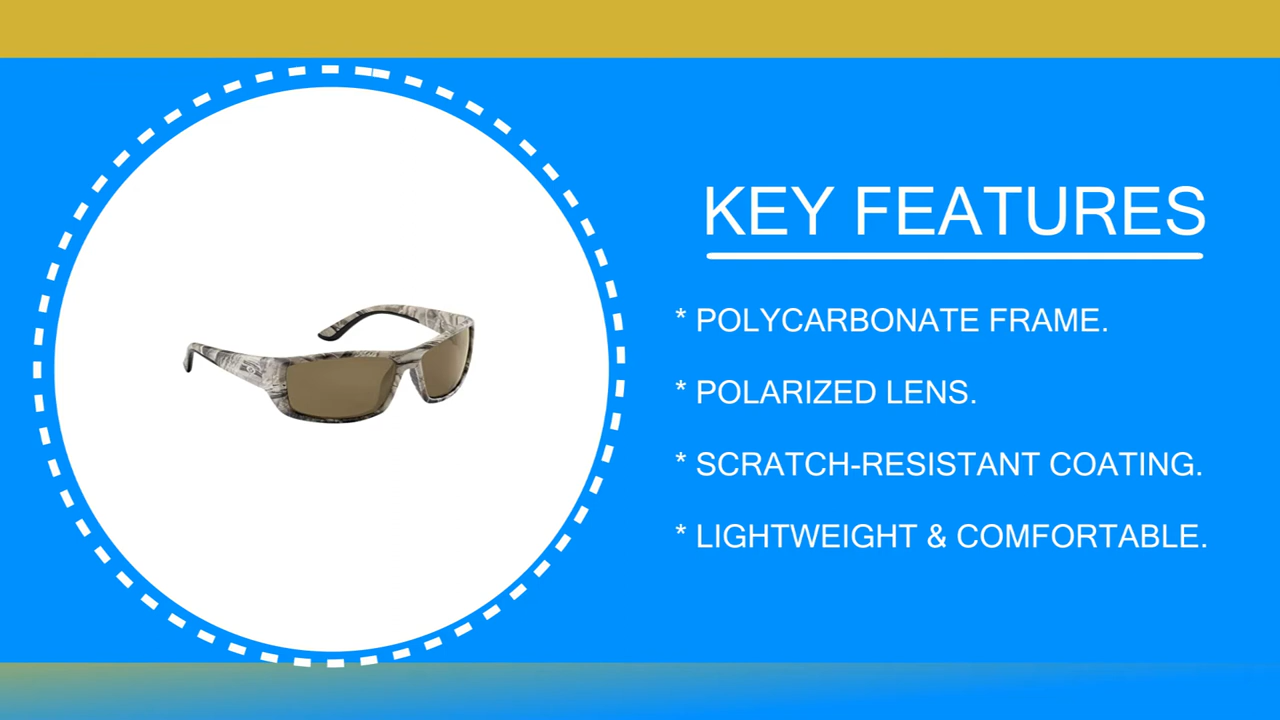 KEY FEATURES
* POLYCARBONATE FRAME.
* POLARIZED LENS.
* SCRATCH-RESISTANT COATING.
* LIGHTWEIGHT & COMFORTABLE.